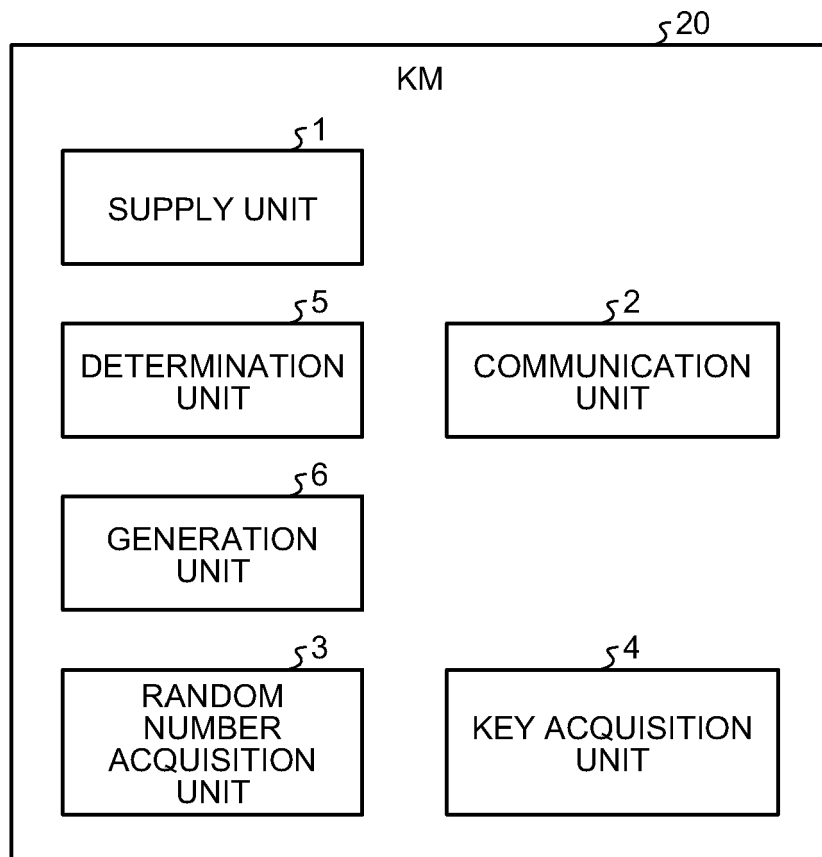 20
KM
1
SUPPLY UNIT
5
DETERMINATION
UNIT
2
COMMUNICATION
UNIT
6
GENERATION
UNIT
3
RANDOM
NUMBER
ACQUISITION
UNIT
4
KEY ACQUISITION
UNIT